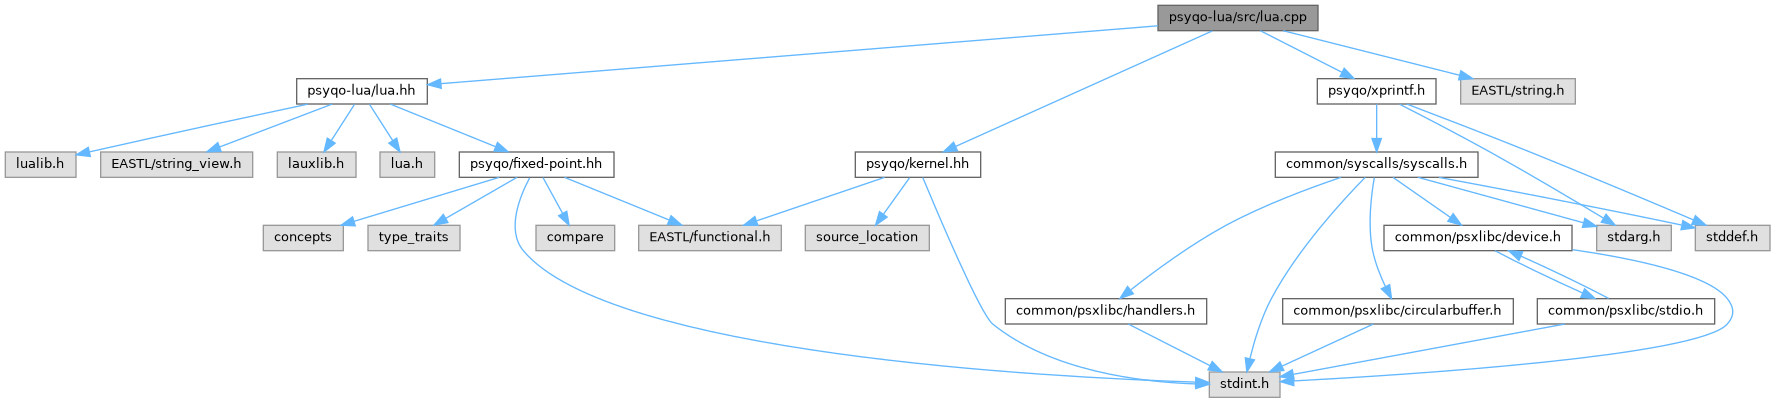 psyqo-lua/src/lua.cpp
psyqo-lua/lua.hh
psyqo/xprintf.h
EASTL/string.h
lualib.h
EASTL/string_view.h
lauxlib.h
lua.h
psyqo/fixed-point.hh
psyqo/kernel.hh
common/syscalls/syscalls.h
concepts
type_traits
compare
EASTL/functional.h
source_location
common/psxlibc/device.h
stdarg.h
stddef.h
common/psxlibc/handlers.h
common/psxlibc/circularbuffer.h
common/psxlibc/stdio.h
stdint.h